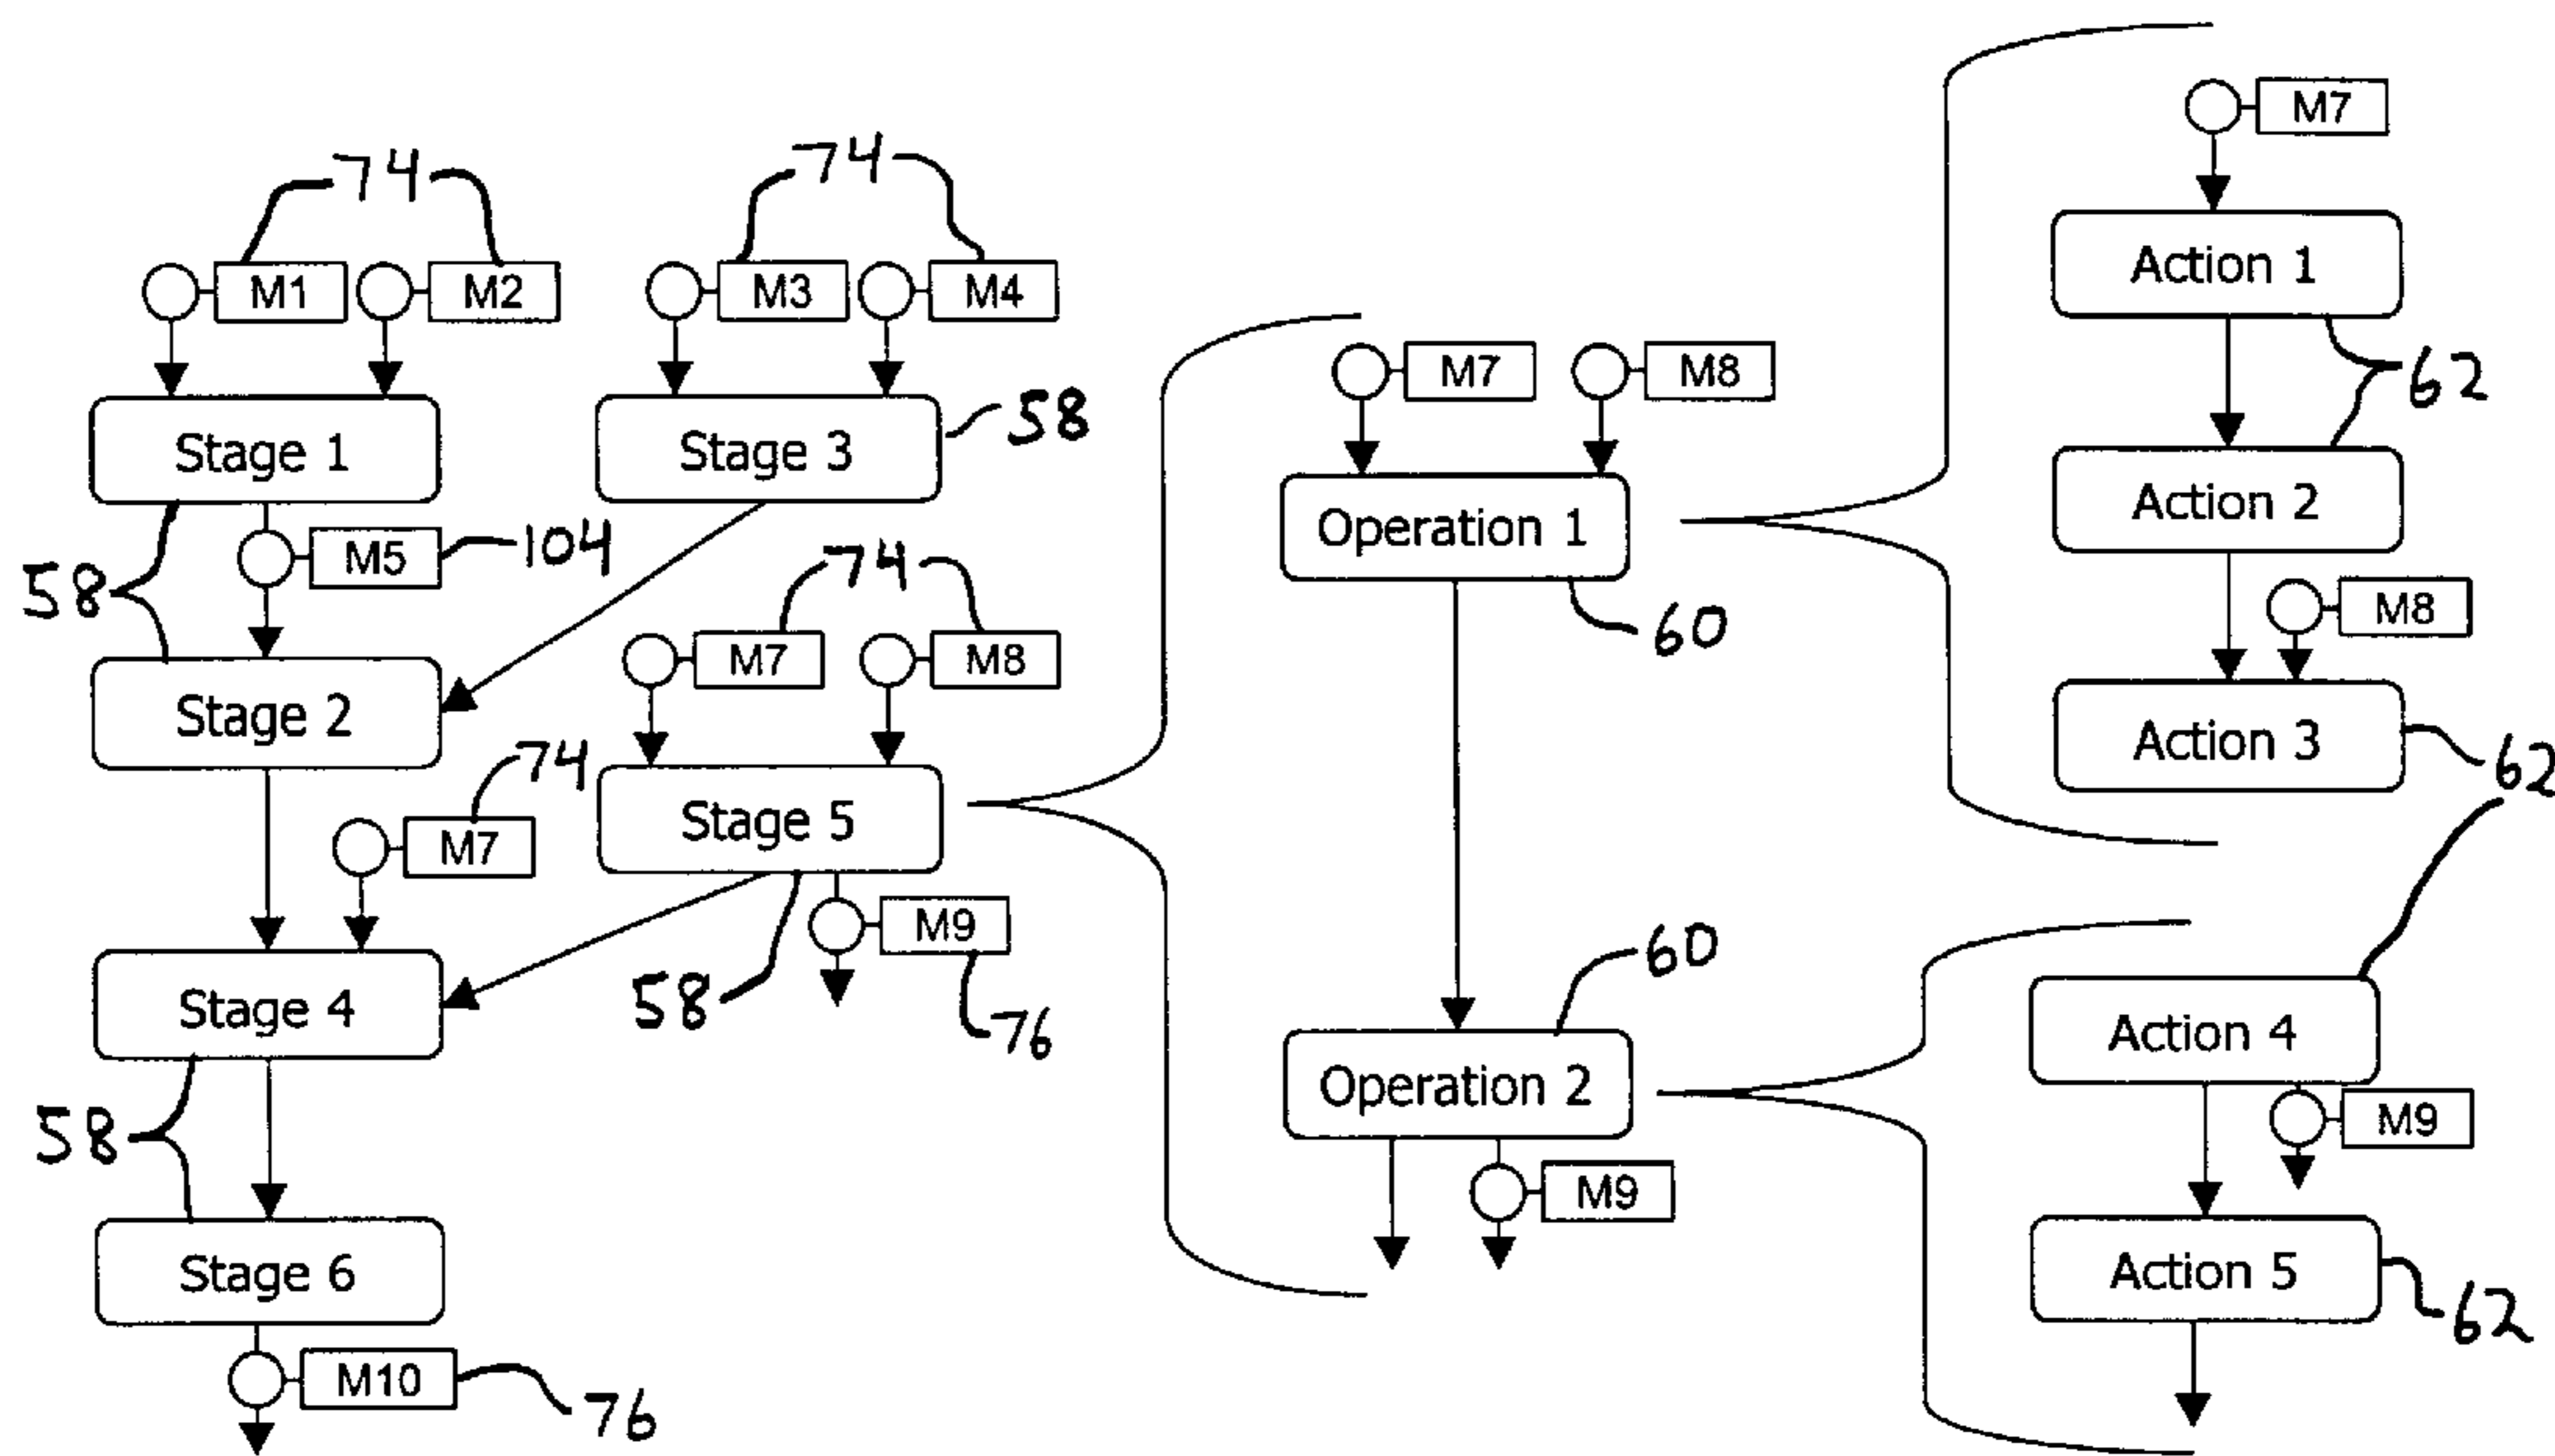 M7
74
74
Action 1
M1
M2
M3
M4
M7
M8
62
Stage 1
Stage 3
58
Action 2
Operation 1
M5
104
58
74
M8
60
M7
M8
Stage 2
Action 3
74
62
M7
Stage 5
M9
60
Stage 4
58
76
Action 4
Operation 2
M9
58
M9
Stage 6
Action 5
62
M10
76